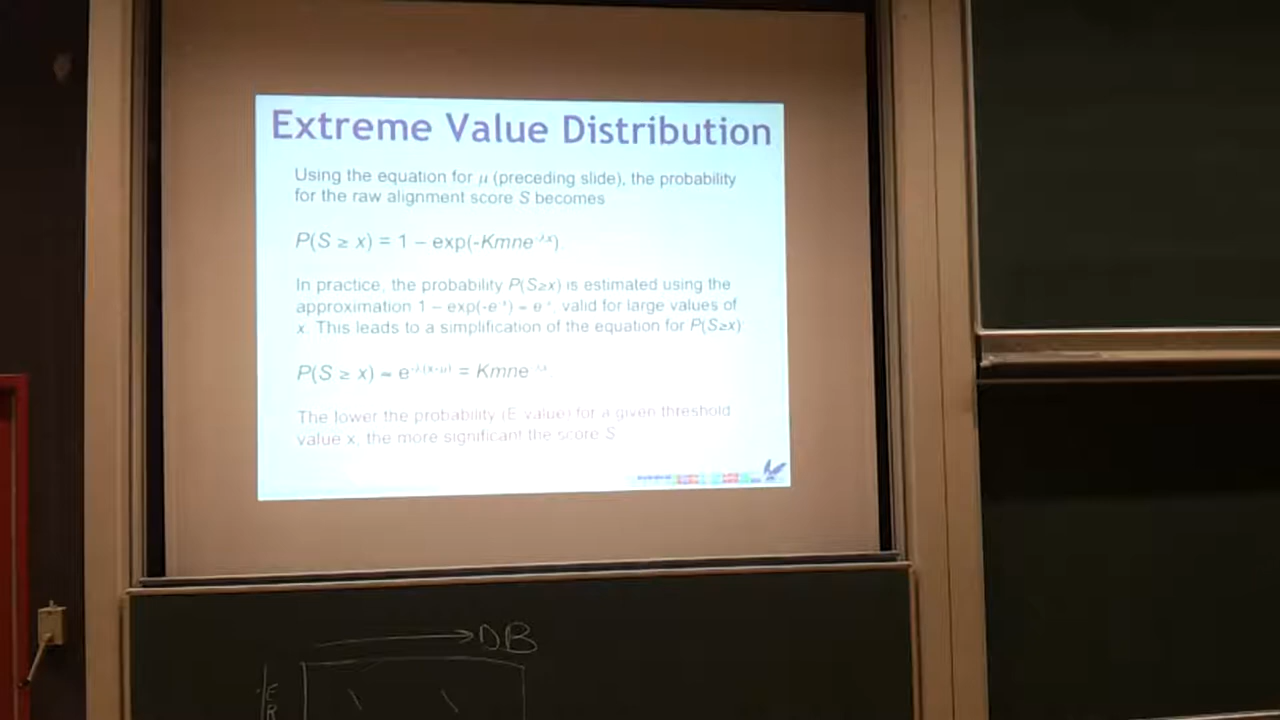 Extreme Value Distribution
Using the equation for μ (preceding slide), the probability
for the raw alignment score S becomes
P(S ≥ x) = 1 – exp(-Kmne^-λx).
In practice, the probability P(S≥x) is estimated using the
approximation 1 – exp(-e^-x) ≈ e^-x, valid for large values of
x. This leads to a simplification of the equation for P(S≥x):
P(S ≥ x) ≈ e^-λ(x-μ) = Kmne^-λx.
The lower the probability (E value) for a given threshold
value x, the more significant the score S.
DB
E
R